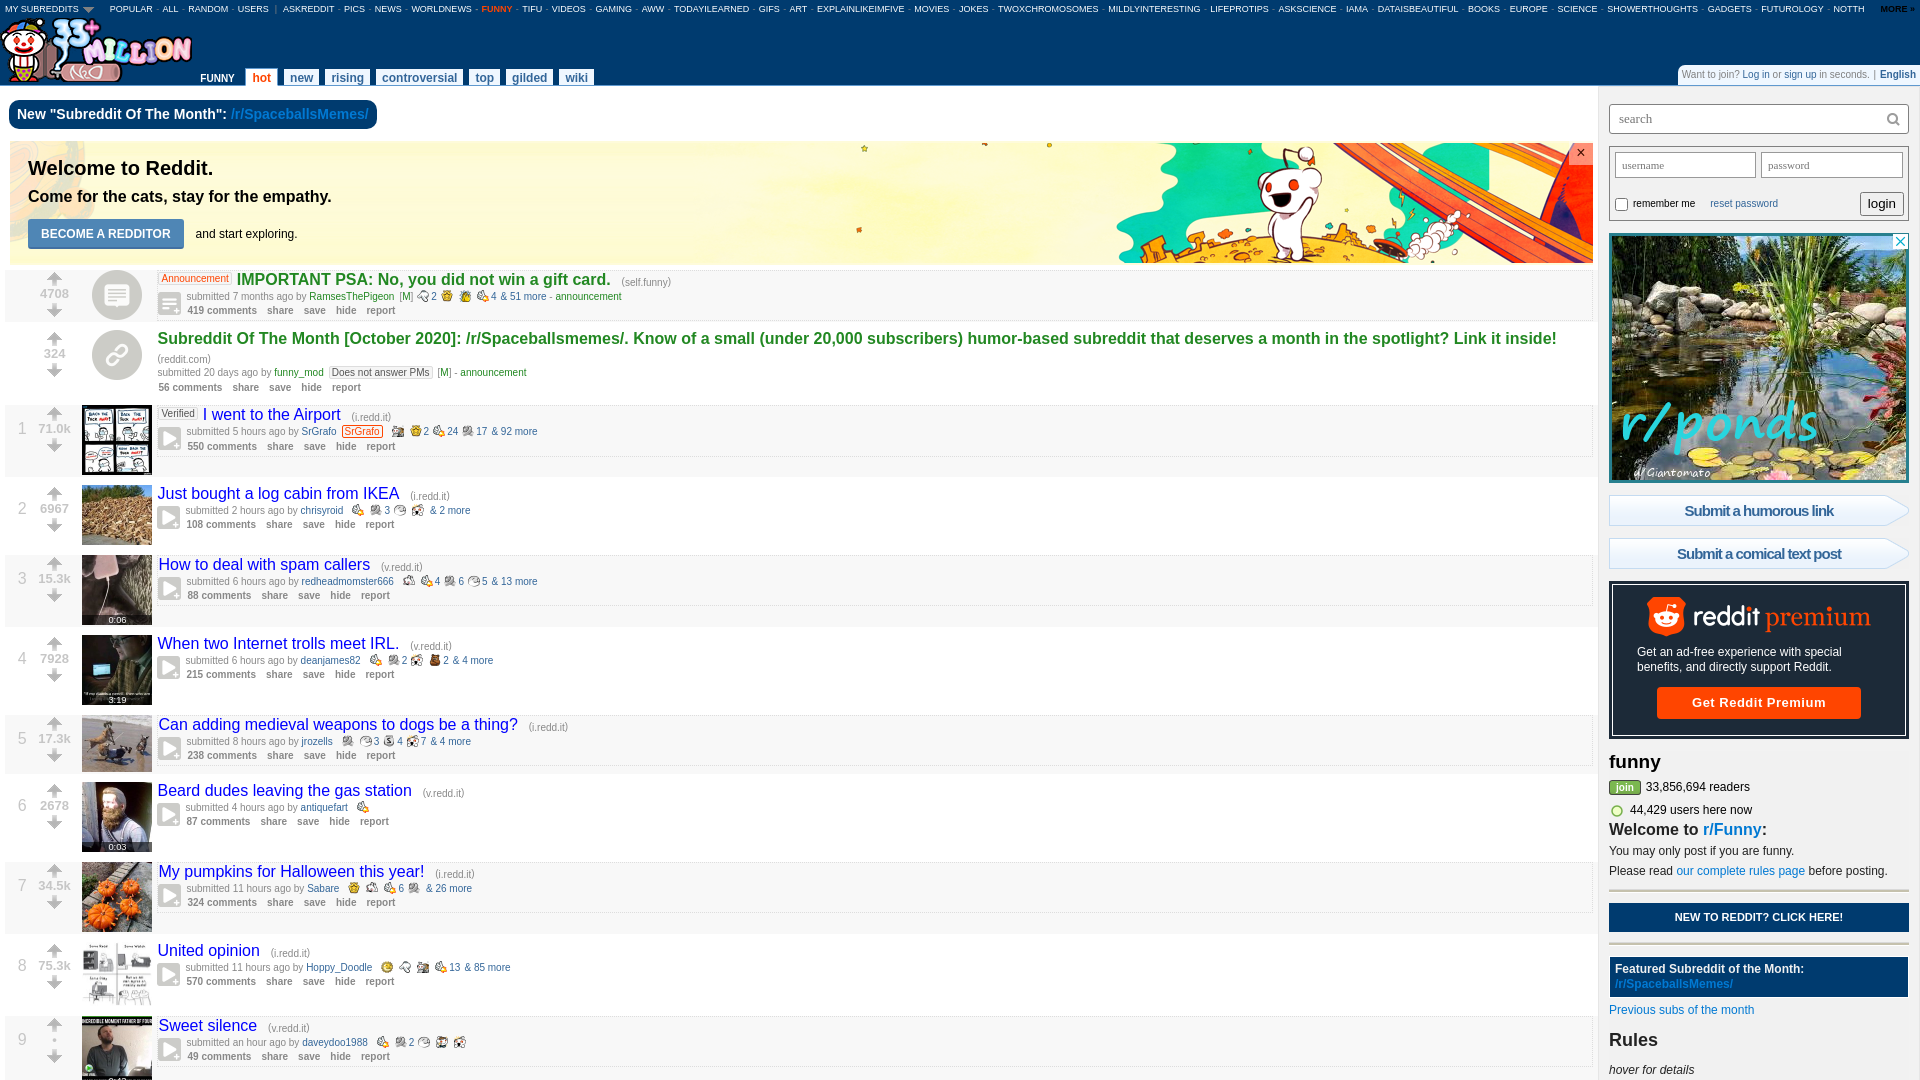 MY SUBREDDITS POPULAR - ALL - RANDOM - USERS | ASKREDDIT - PICS - NEWS - WORLDNEWS - FUNNY - TIFU - VIDEOS - GAMING - AWW - TODAYILEARNED - GIFS - ART - EXPLAINLIKEIMFIVE - MOVIES - JOKES - TWOXCHROMOSOMES - MILDLYINTERESTING - LIFEPROTIPS - ASKSCIENCE - IAMA - DATAISBEAUTIFUL - BOOKS - EUROPE - SCIENCE - SHOWERTHOUGHTS - GADGETS - FUTUROLOGY - NOTTH MORE »
33+ MILLION
FUNNY hot new rising controversial top gilded wiki
Want to join? Log in or sign up in seconds. | English
New "Subreddit Of The Month": /r/SpaceballsMemes/
Welcome to Reddit.
Come for the cats, stay for the empathy.
BECOME A REDDITOR and start exploring.
×
4708
Announcement IMPORTANT PSA: No, you did not win a gift card. (self.funny)
submitted 7 months ago by RamsesThePigeon [M] 2 4 & 51 more - announcement
419 comments share save hide report
324
Subreddit Of The Month [October 2020]: /r/Spaceballsmemes/. Know of a small (under 20,000 subscribers) humor-based subreddit that deserves a month in the spotlight? Link it inside!
(reddit.com)
submitted 20 days ago by funny_mod Does not answer PMs [M] - announcement
56 comments share save hide report
1 71.0k
Verified I went to the Airport (i.redd.it)
submitted 5 hours ago by SrGrafo SrGrafo 2 24 17 & 92 more
550 comments share save hide report
2 6967
Just bought a log cabin from IKEA (i.redd.it)
submitted 2 hours ago by chrisyroid 3 & 2 more
108 comments share save hide report
3 15.3k
0:06
How to deal with spam callers (v.redd.it)
submitted 6 hours ago by redheadmomster666 4 6 5 & 13 more
88 comments share save hide report
4 7928
3:19
When two Internet trolls meet IRL. (v.redd.it)
submitted 6 hours ago by deanjames82 2 2 & 4 more
215 comments share save hide report
5 17.3k
Can adding medieval weapons to dogs be a thing? (i.redd.it)
submitted 8 hours ago by jrozells 3 4 7 & 4 more
238 comments share save hide report
6 2678
0:03
Beard dudes leaving the gas station (v.redd.it)
submitted 4 hours ago by antiquefart
87 comments share save hide report
7 34.5k
My pumpkins for Halloween this year! (i.redd.it)
submitted 11 hours ago by Sabare 6 & 26 more
324 comments share save hide report
8 75.3k
United opinion (i.redd.it)
submitted 11 hours ago by Hoppy_Doodle 13 & 85 more
570 comments share save hide report
9 •
Sweet silence (v.redd.it)
submitted an hour ago by daveydoo1988 2
49 comments share save hide report
search
username password
remember me reset password login
r/ponds
u/Giantomato
Submit a humorous link
Submit a comical text post
reddit premium
Get an ad-free experience with special
benefits, and directly support Reddit.
Get Reddit Premium
funny
join 33,856,694 readers
44,429 users here now
Welcome to r/Funny:
You may only post if you are funny.
Please read our complete rules page before posting.
NEW TO REDDIT? CLICK HERE!
Featured Subreddit of the Month:
/r/SpaceballsMemes/
Previous subs of the month
Rules
hover for details